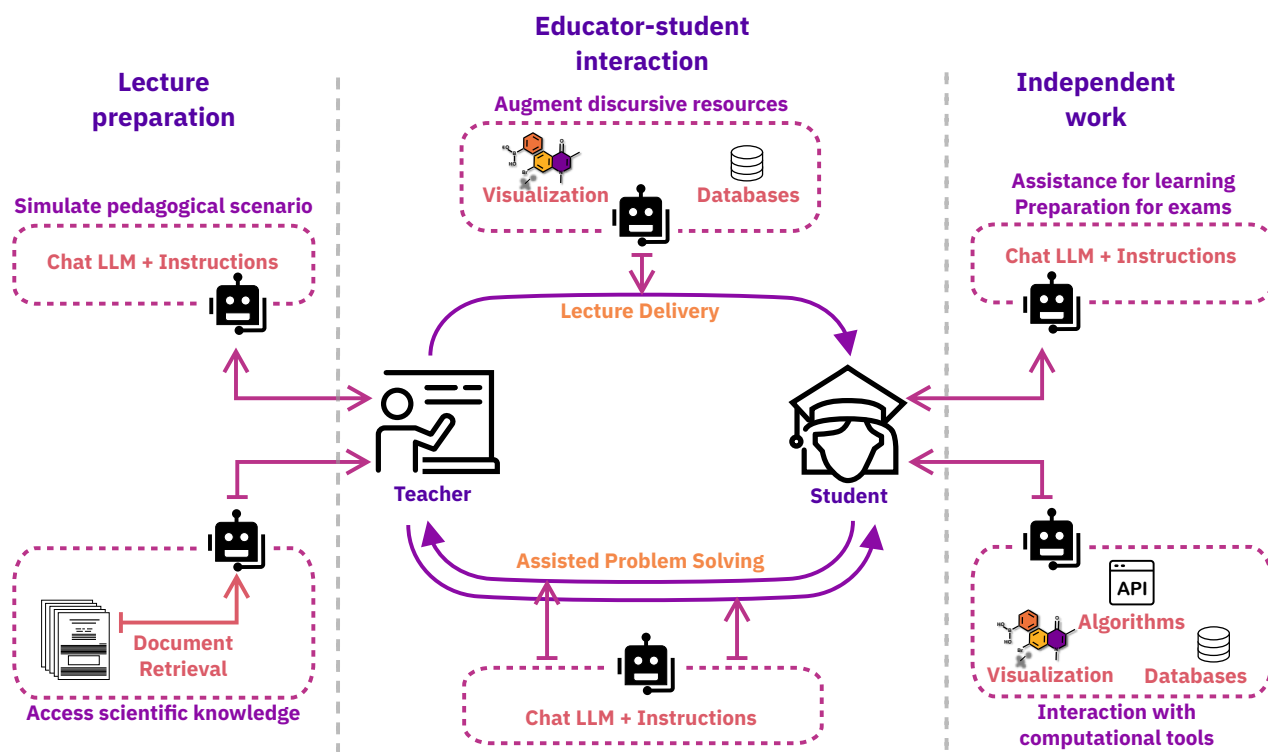 Lecture
preparation
Simulate pedagogical scenario
Chat LLM + Instructions
Document
Retrieval
Access scientific knowledge
Educator-student
interaction
Augment discursive resources
Visualization
Databases
Lecture Delivery
Teacher
Student
Assisted Problem Solving
Chat LLM + Instructions
Independent
work
Assistance for learning
Preparation for exams
Chat LLM + Instructions
API
Algorithms
Visualization
Databases
Interaction with
computational tools